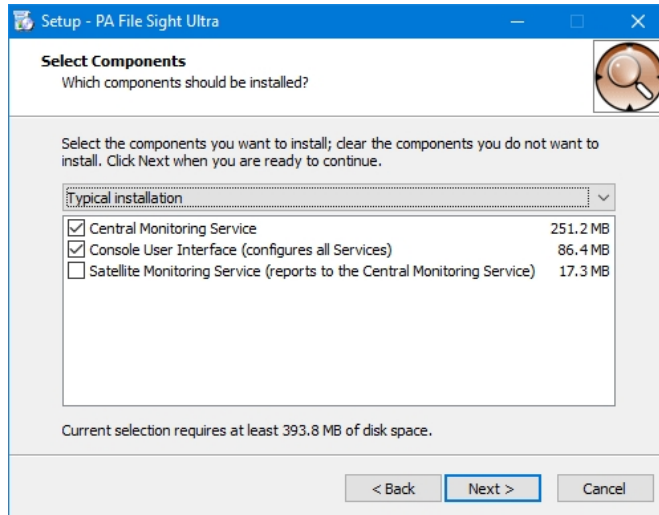 Setup - PA File Sight Ultra
Select Components
Which components should be installed?
Select the components you want to install; clear the components you do not want to
install. Click Next when you are ready to continue.
Typical installation
Central Monitoring Service 251.2 MB
Console User Interface (configures all Services) 86.4 MB
Satellite Monitoring Service (reports to the Central Monitoring Service) 17.3 MB
Current selection requires at least 393.8 MB of disk space.
< Back Next > Cancel